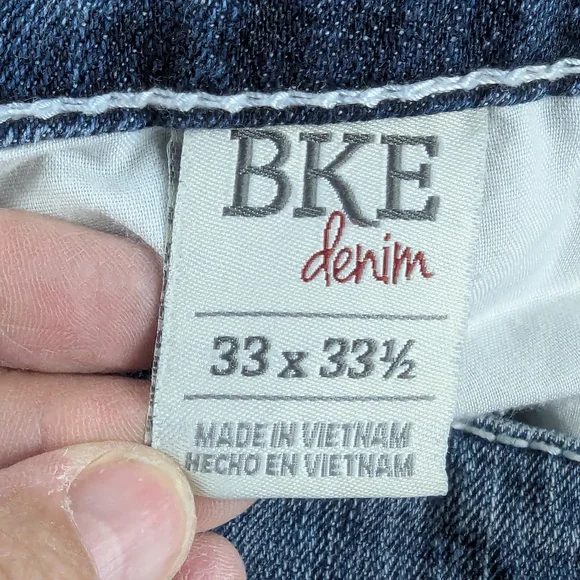 BKE
denim
33 x 33½
MADE IN VIETNAM
HECHO EN VIETNAM